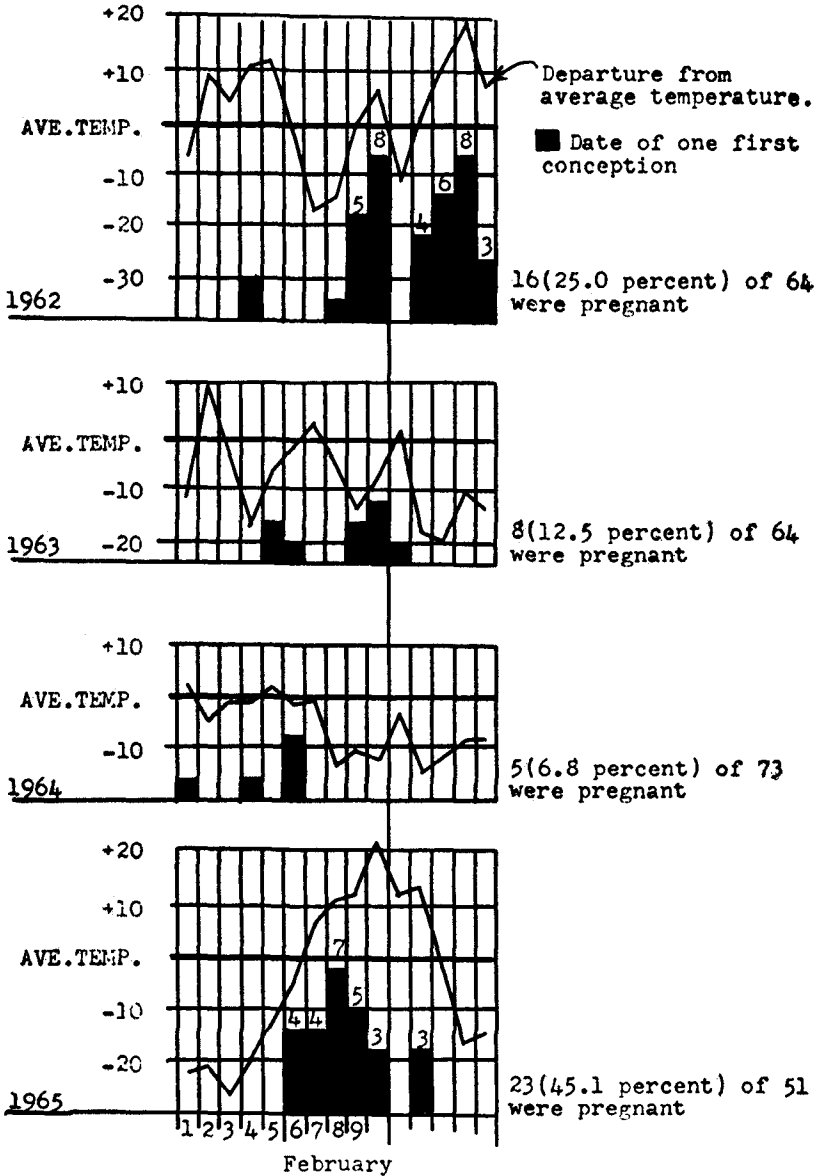 +20
+10
AVE.TEMP.
-10
-20
-30
1962
8
5
4
6
8
3
Departure from
average temperature.
Date of one first
conception
16(25.0 percent) of 64
were pregnant
+10
AVE.TEMP.
-10
-20
1963
8(12.5 percent) of 64
were pregnant
+10
AVE.TEMP.
-10
1964
5(6.8 percent) of 73
were pregnant
+20
+10
AVE.TEMP.
-10
-20
1965
4 4 7 5 3 3
23(45.1 percent) of 51
were pregnant
1 2 3 4 5 6 7 8 9
February